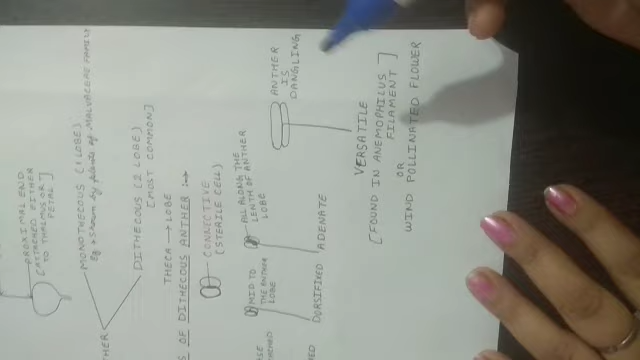 PROXIMAL END
[ATTACHED EITHER
TO THALAMUS OR
PETAL]
MONOTHECOUS (1 LOBE)
Eg → Shown by plants of MALVACEAE FAMILY
DITHECOUS (2 LOBE)
[MOST COMMON]
THECA → LOBE
OF DITHECOUS ANTHER :→
CONNECTIVE
[STERILE CELL)
MID TO
THE ANTHER
LOBE
DORSIFIXED
ALL ALONG THE
LENGTH OF ANTHER
LOBE
ADENATE
ANTHER
IS
DANGLING
VERSATILE
[FOUND IN ANEMOPHILUS
FILAMENT]
OR
WIND POLLINATED FLOWER